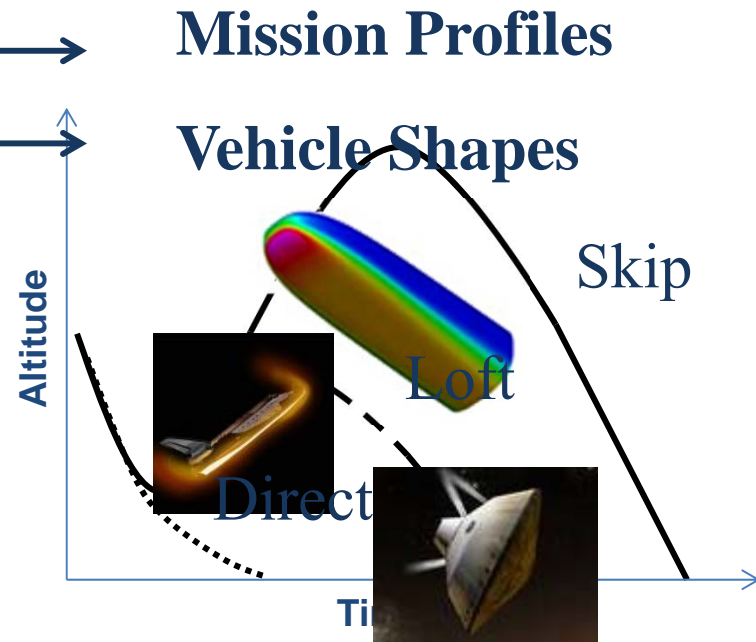 Mission Profiles
Vehicle Shapes
Skip
Altitude
Loft
Direct